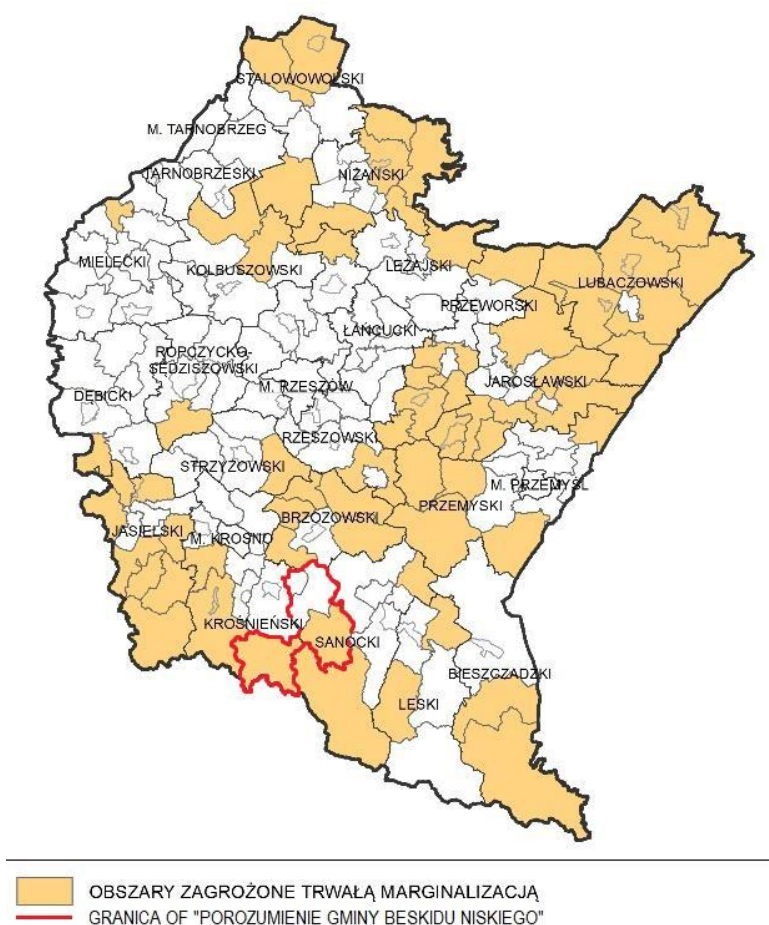 STALOWOWOLSKI
M. TARNOBRZEG
TARNOBRZESKI
NIŻAŃSKI
MIELECKI
KOLBUSZOWSKI
LEŻAJSKI
LUBACZOWSKI
PRZEWORSKI
ŁAŃCUCKI
ROPCZYCKO-
SĘDZISZOWSKI
M. RZESZÓW
JAROSŁAWSKI
DĘBICKI
RZESZOWSKI
STRZYŻOWSKI
M. PRZEMYŚL
PRZEMYSKI
BRZOZOWSKI
JASIELSKI
M. KROSNO
KROŚNIEŃSKI
SANOCKI
BIESZCZADZKI
LESKI
OBSZARY ZAGROŻONE TRWAŁĄ MARGINALIZACJĄ
GRANICA OF "POROZUMIENIE GMINY BESKIDU NISKIEGO"